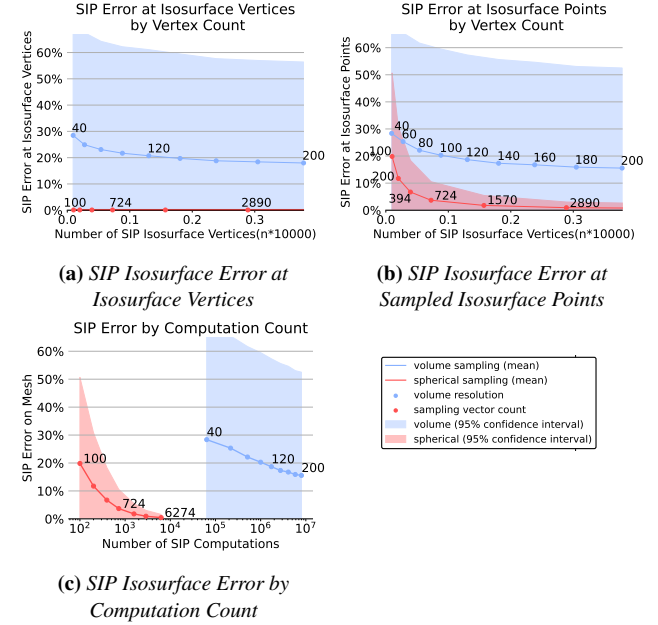 SIP Error at Isosurface Vertices
by Vertex Count
SIP Error at Isosurface Vertices
60%
50%
40%
30%
20%
10%
0%
40
120
200
100
724
2890
0.0
0.1
0.2
0.3
Number of SIP Isosurface Vertices(n*10000)
(a) SIP Isosurface Error at
Isosurface Vertices
SIP Error at Isosurface Points
by Vertex Count
SIP Error at Isosurface Points
60%
50%
40%
30%
20%
10%
0%
40
60
80
100
120
140
160
180
200
100
200
394
724
1570
2890
0.0
0.1
0.2
0.3
Number of SIP Isosurface Vertices(n*10000)
(b) SIP Isosurface Error at
Sampled Isosurface Points
SIP Error by Computation Count
SIP Error on Mesh
60%
50%
40%
30%
20%
10%
0%
40
120
200
100
724
6274
10²
10³
10⁴
10⁵
10⁶
10⁷
Number of SIP Computations
(c) SIP Isosurface Error by
Computation Count
volume sampling (mean)
spherical sampling (mean)
volume resolution
sampling vector count
volume (95% confidence interval)
spherical (95% confidence interval)